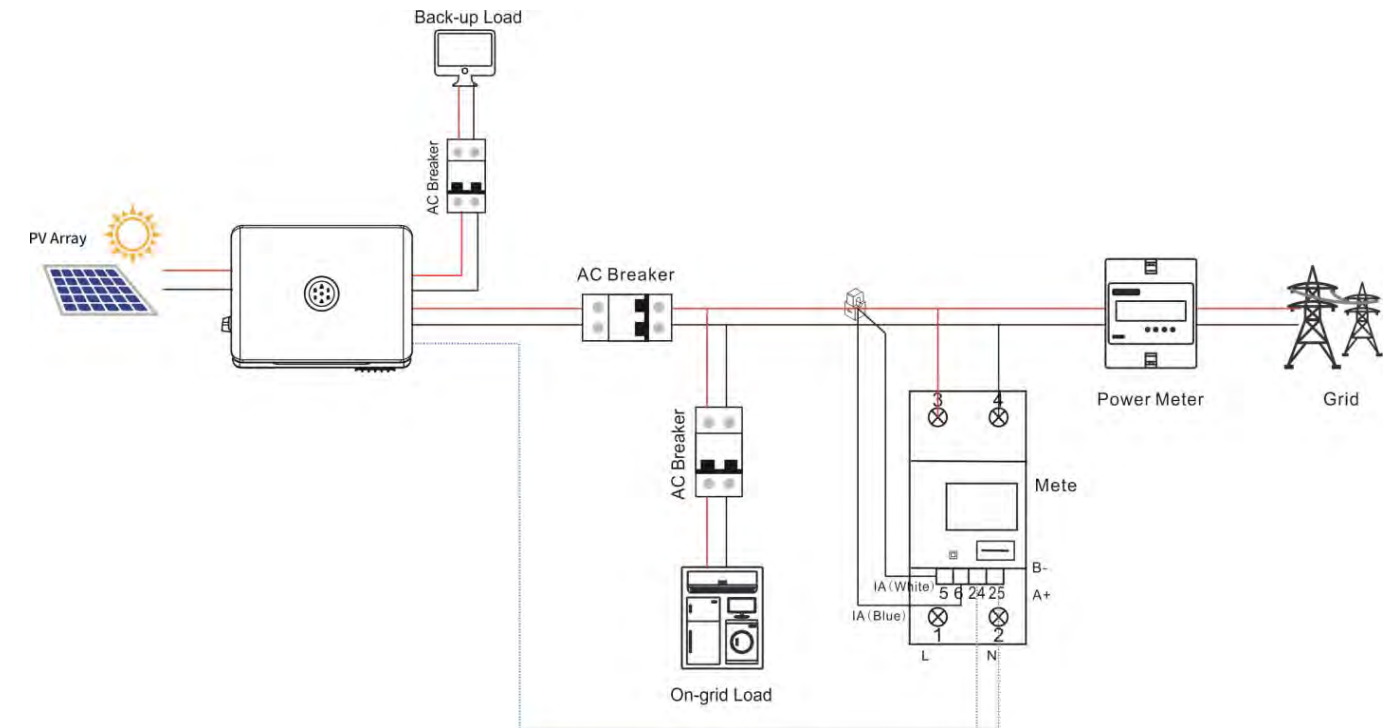 Back-up Load
AC Breaker
PV Array
AC Breaker
Power Meter
Grid
3 4
AC Breaker
Mete
B-
IA(White)
5 6 24 25
A+
IA(Blue)
1 2
L N
On-grid Load